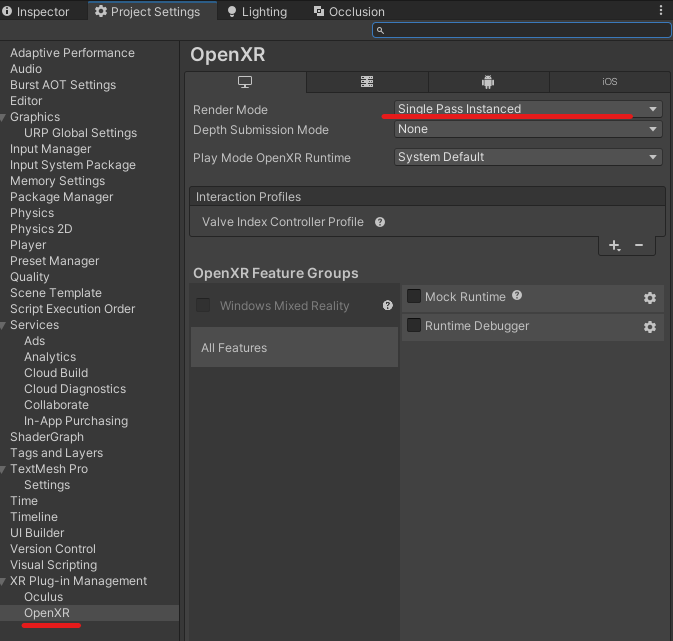 Inspector
Project Settings
Lighting
Occlusion
Adaptive Performance
Audio
Burst AOT Settings
Editor
Graphics
URP Global Settings
Input Manager
Input System Package
Memory Settings
Package Manager
Physics
Physics 2D
Player
Preset Manager
Quality
Scene Template
Script Execution Order
Services
Ads
Analytics
Cloud Build
Cloud Diagnostics
Collaborate
In-App Purchasing
ShaderGraph
Tags and Layers
TextMesh Pro
Settings
Time
Timeline
UI Builder
Version Control
Visual Scripting
XR Plug-in Management
Oculus
OpenXR
OpenXR
iOS
Render Mode
Single Pass Instanced
Depth Submission Mode
None
Play Mode OpenXR Runtime
System Default
Interaction Profiles
Valve Index Controller Profile
OpenXR Feature Groups
Windows Mixed Reality
All Features
Mock Runtime
Runtime Debugger